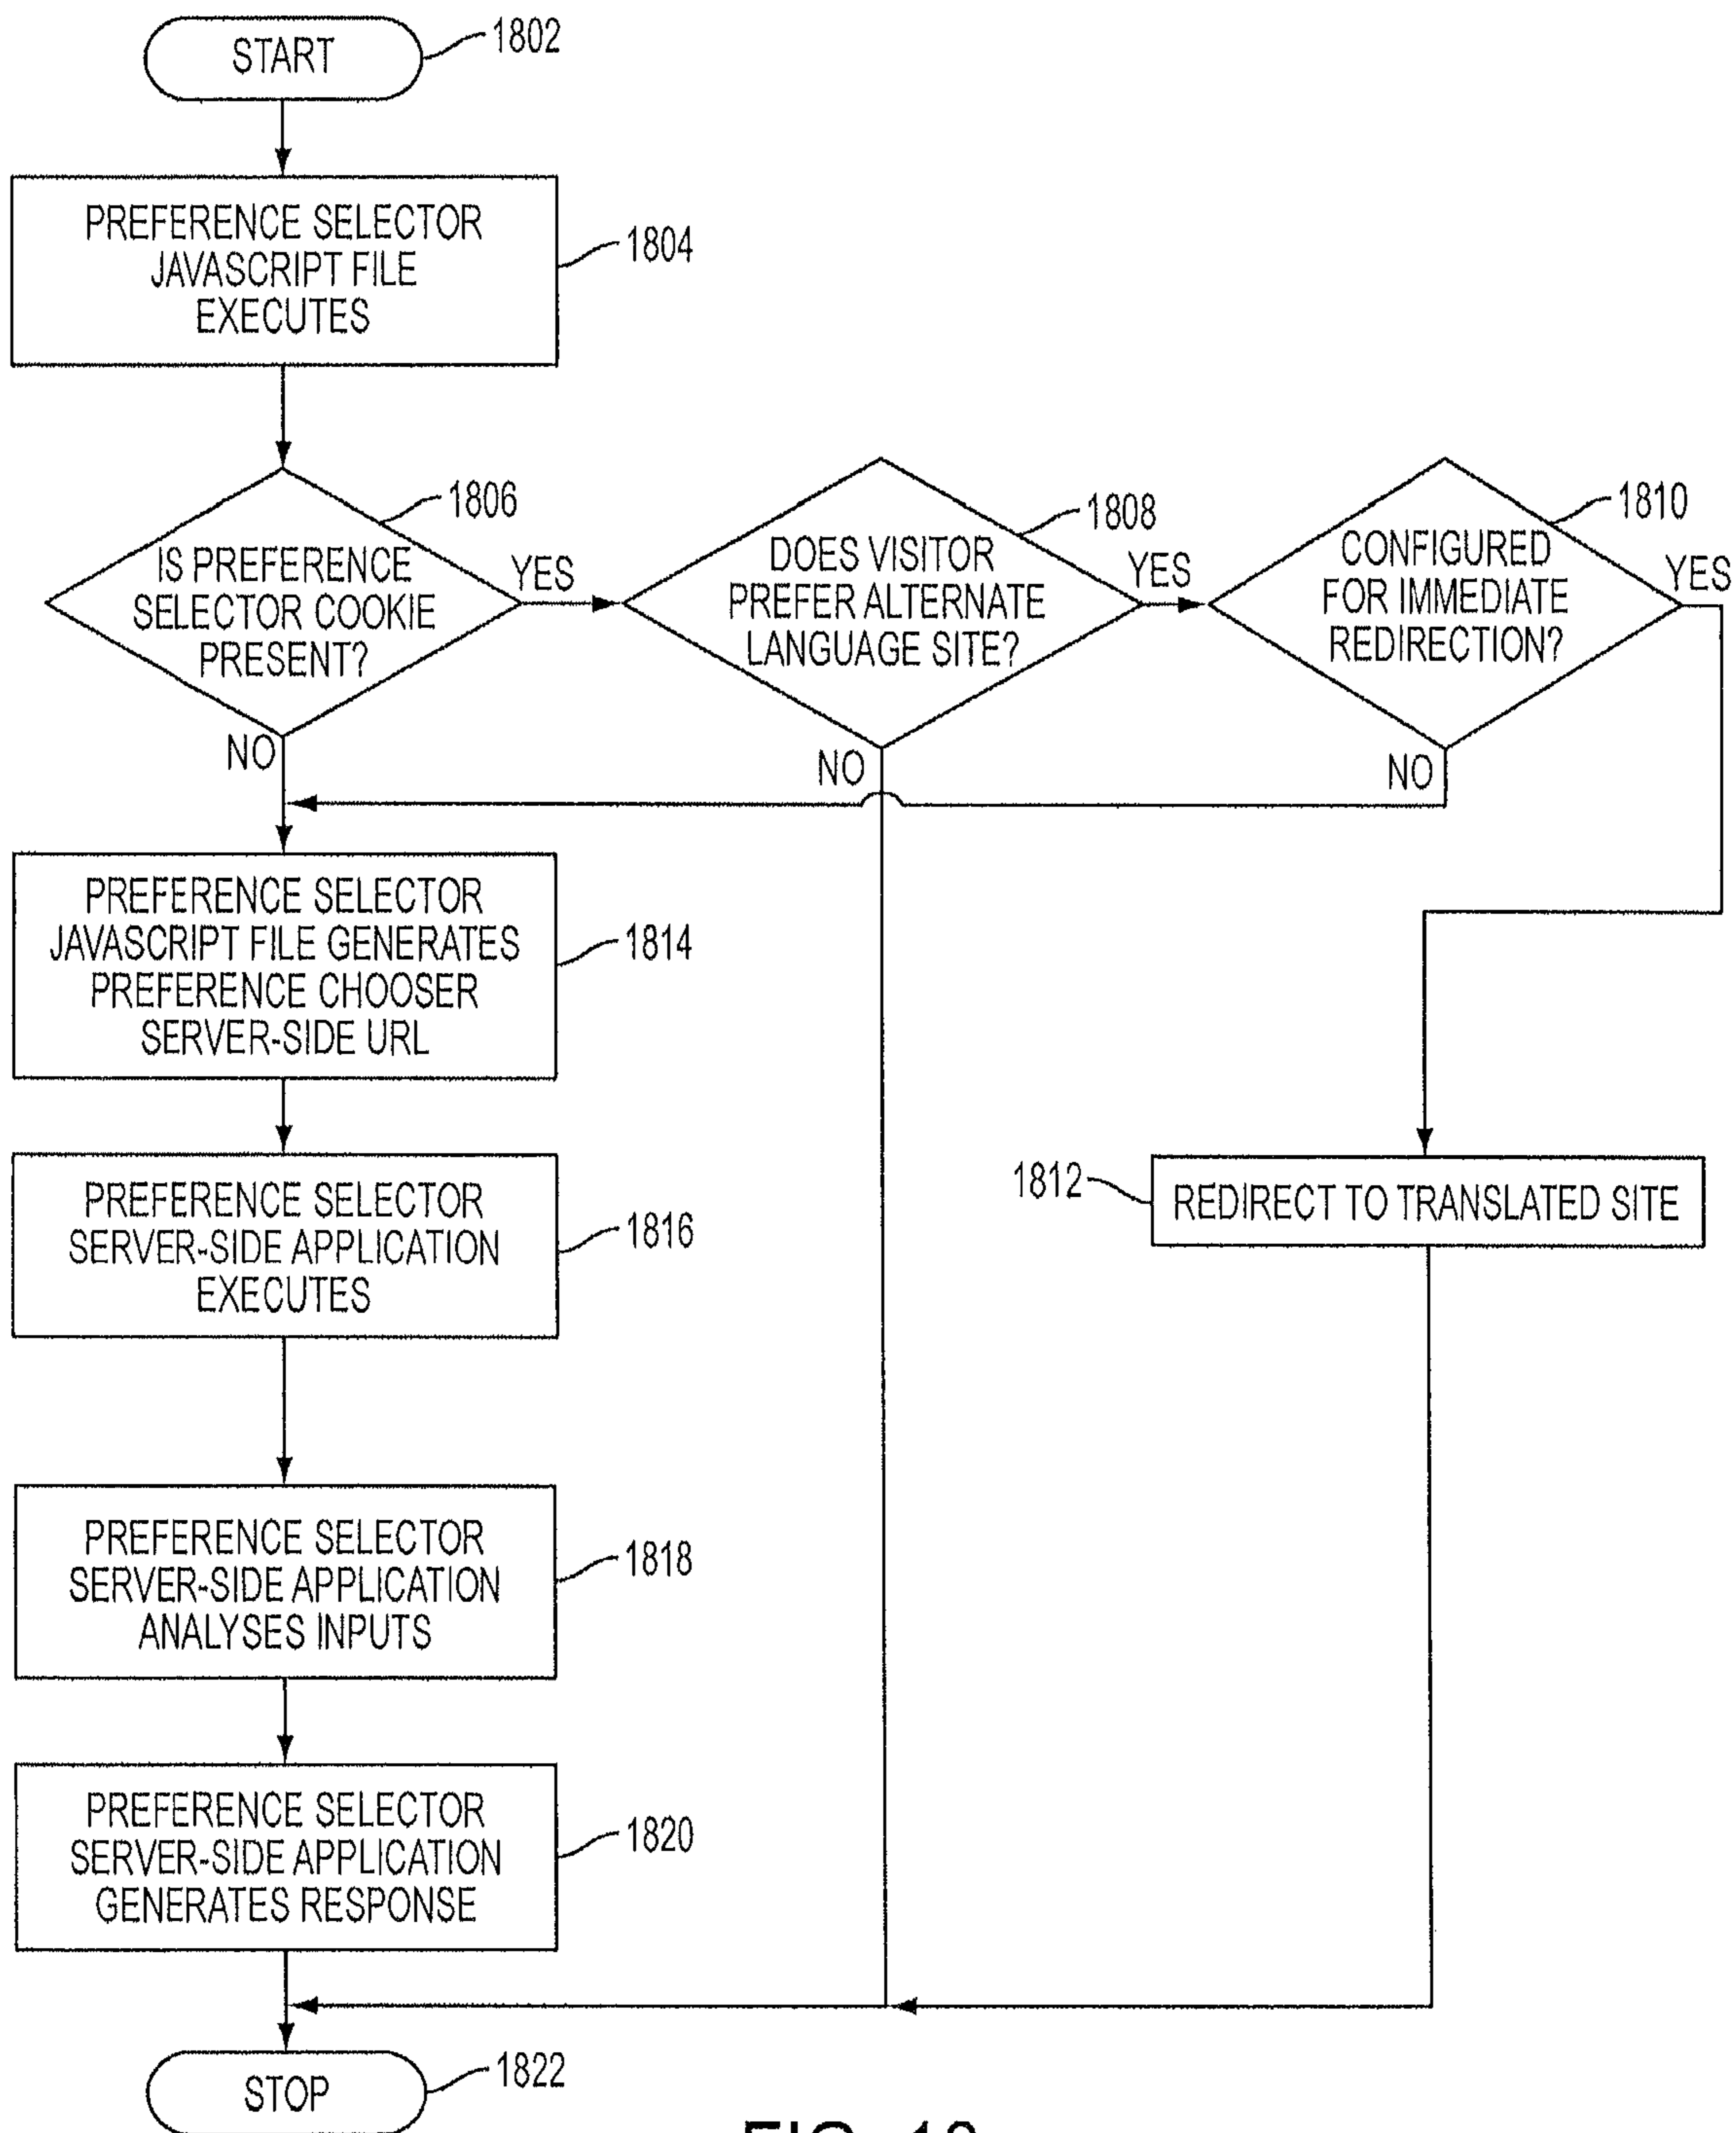 START
1802
PREFERENCE SELECTOR
JAVASCRIPT FILE
EXECUTES
1804
IS PREFERENCE
SELECTOR COOKIE
PRESENT?
1806
YES
NO
DOES VISITOR
PREFER ALTERNATE
LANGUAGE SITE?
1808
YES
NO
CONFIGURED
FOR IMMEDIATE
REDIRECTION?
1810
YES
NO
PREFERENCE SELECTOR
JAVASCRIPT FILE GENERATES
PREFERENCE CHOOSER
SERVER-SIDE URL
1814
PREFERENCE SELECTOR
SERVER-SIDE APPLICATION
EXECUTES
1816
1812
REDIRECT TO TRANSLATED SITE
PREFERENCE SELECTOR
SERVER-SIDE APPLICATION
ANALYSES INPUTS
1818
PREFERENCE SELECTOR
SERVER-SIDE APPLICATION
GENERATES RESPONSE
1820
STOP
1822
FIG. 18